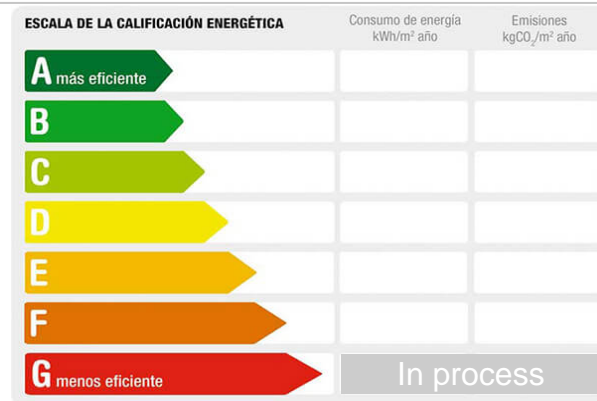 ESCALA DE LA CALIFICACIÓN ENERGÉTICA
Consumo de energía
kWh/m² año
Emisiones
kgCO₂/m² año
A más eficiente
B
C
D
E
F
G menos eficiente
In process